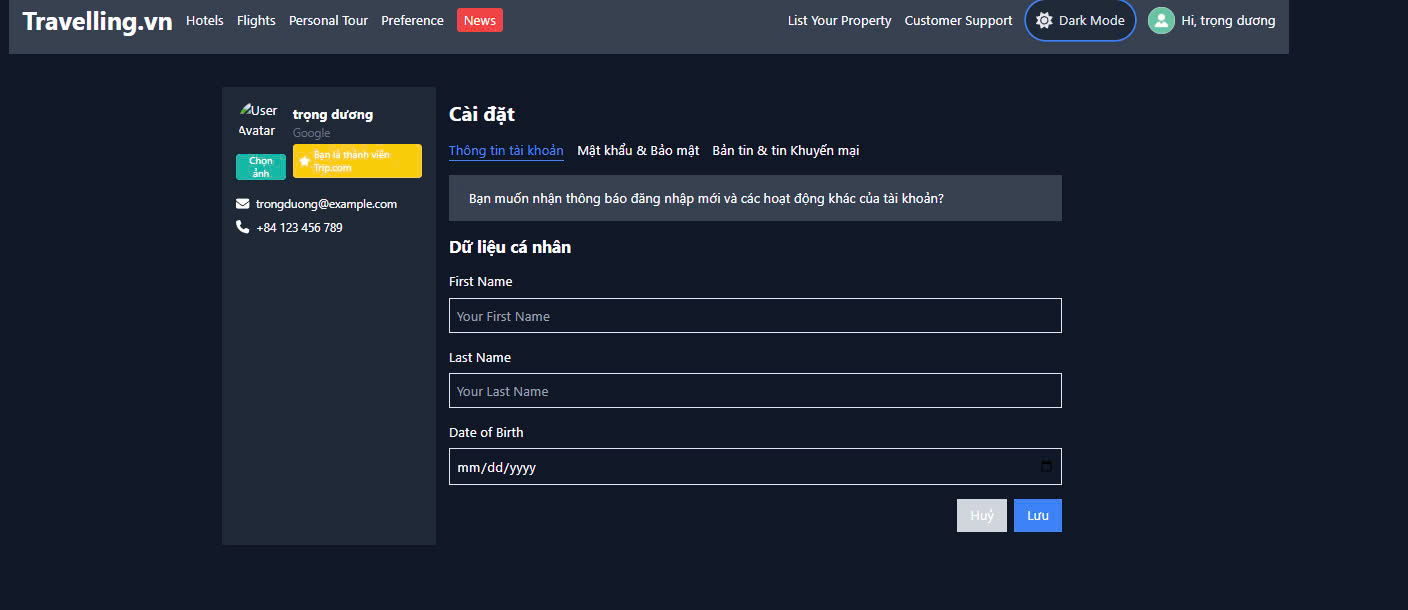 Travelling.vn Hotels Flights Personal Tour Preference News List Your Property Customer Support Dark Mode Hi, trọng dương
User
Avatar
trọng dương
Google
Chọn
ảnh
Bạn là thành viên
Trip.com
trongduong@example.com
+84 123 456 789
Cài đặt
Thông tin tài khoản Mật khẩu & Bảo mật Bản tin & tin Khuyến mại
Bạn muốn nhận thông báo đăng nhập mới và các hoạt động khác của tài khoản?
Dữ liệu cá nhân
First Name
Your First Name
Last Name
Your Last Name
Date of Birth
mm/dd/yyyy
Huỷ Lưu